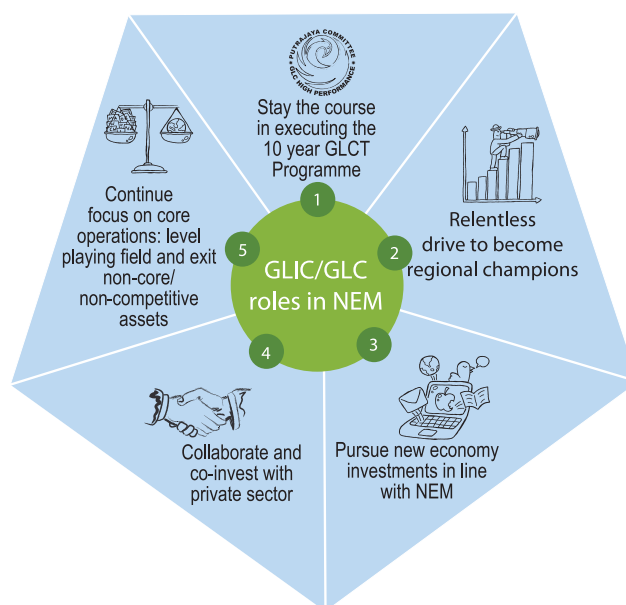 PUTRAJAYA COMMITTEE
GLC HIGH PERFORMANCE
Stay the course
in executing the
10 year GLCT
Programme
1
Relentless
drive to become
regional champions
2
Pursue new economy
investments in line
with NEM
3
Collaborate and
co-invest with
private sector
4
Continue
focus on core
operations: level
playing field and exit
non-core/
non-competitive
assets
5
GLIC/GLC
roles in NEM